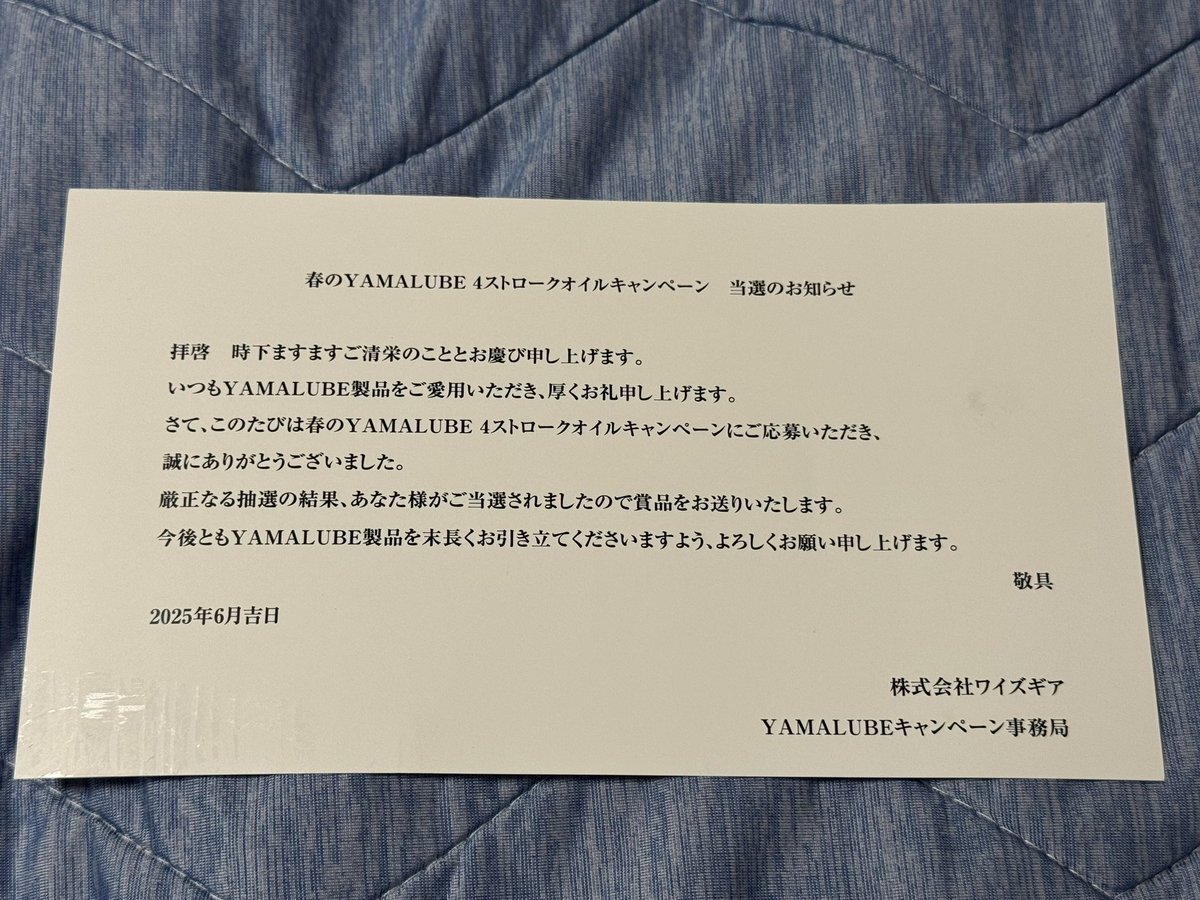 春のYAMALUBE 4ストロークオイルキャンペーン　当選のお知らせ
拝啓　時下ますますご清栄のこととお慶び申し上げます。
いつもYAMALUBE製品をご愛用いただき、厚くお礼申し上げます。
さて、このたびは春のYAMALUBE 4ストロークオイルキャンペーンにご応募いただき、
誠にありがとうございました。
厳正なる抽選の結果、あなた様がご当選されましたので賞品をお送りいたします。
今後ともYAMALUBE製品を末長くお引き立てくださいますよう、よろしくお願い申し上げます。
敬具
2025年6月吉日
株式会社ワイズギア
YAMALUBEキャンペーン事務局